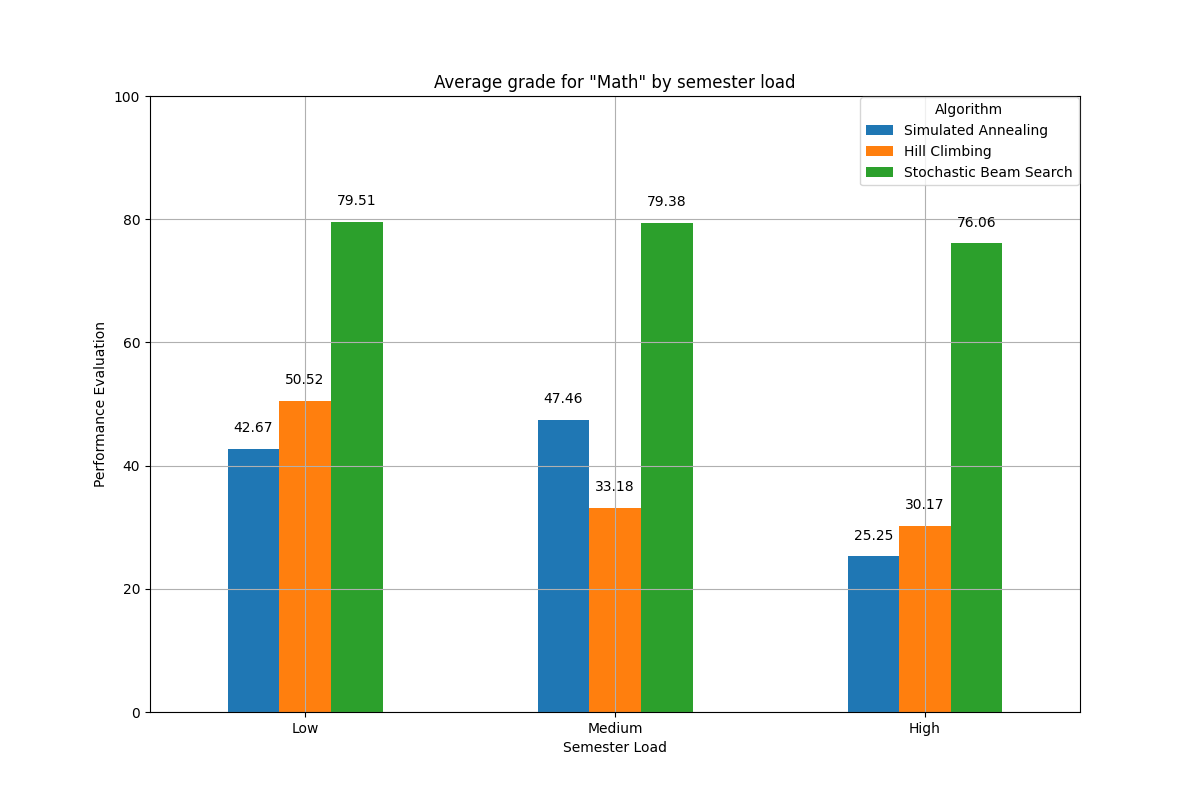 Average grade for "Math" by semester load
100
80
60
40
20
0
Performance Evaluation
Algorithm
Simulated Annealing
Hill Climbing
Stochastic Beam Search
42.67
50.52
79.51
47.46
33.18
79.38
25.25
30.17
76.06
Low
Medium
High
Semester Load